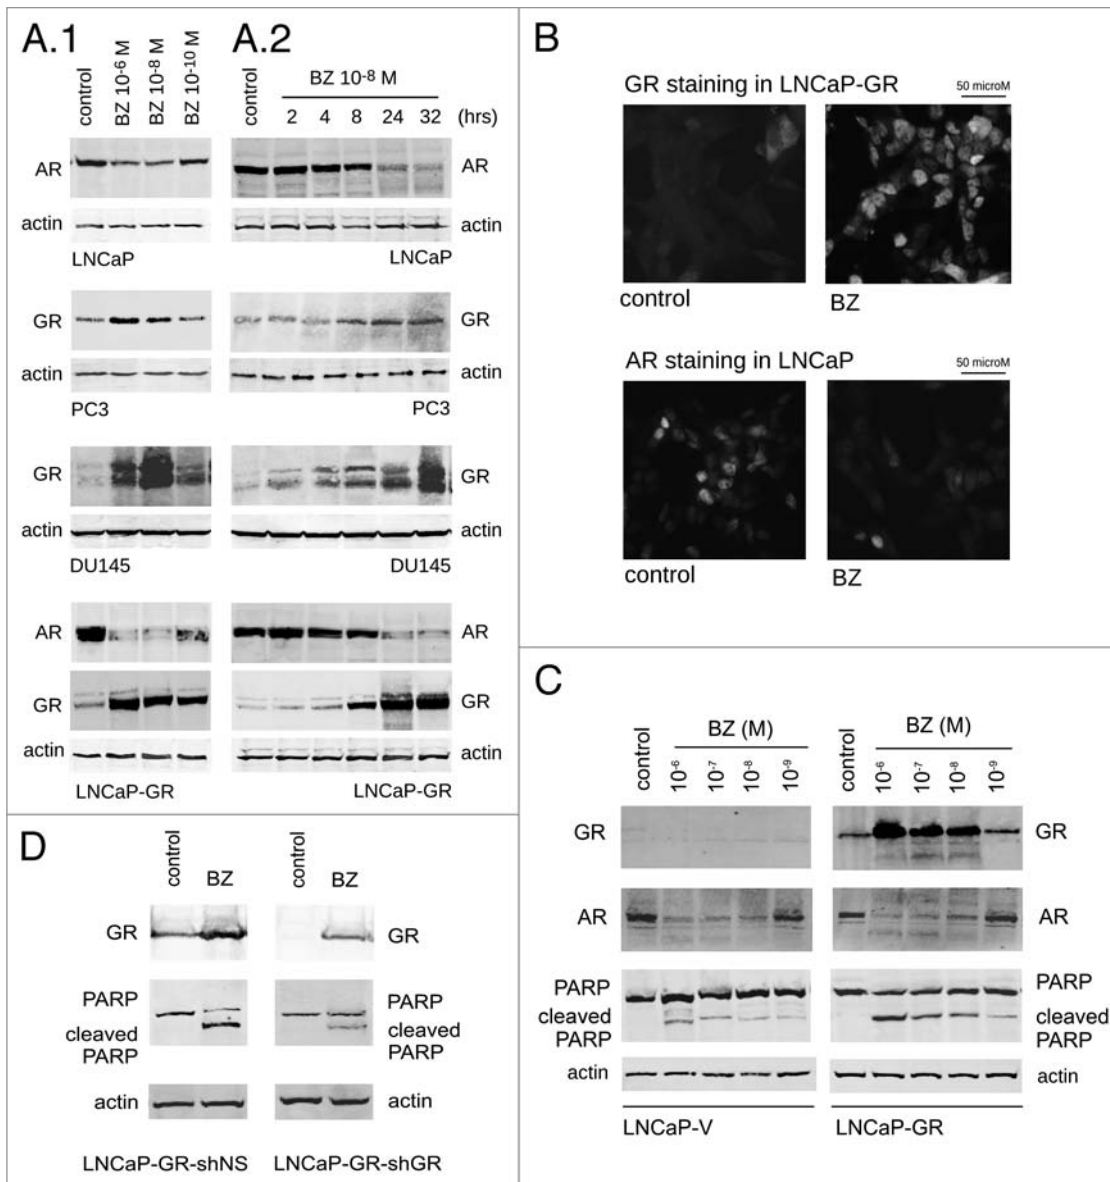 A.1
control
BZ 10-6 M
BZ 10-8 M
BZ 10-10 M
AR
actin
LNCaP
GR
actin
PC3
GR
actin
DU145
AR
GR
actin
LNCaP-GR
A.2
control
BZ 10-8 M
2 4 8 24 32 (hrs)
AR
actin
LNCaP
GR
actin
PC3
GR
actin
DU145
AR
GR
actin
LNCaP-GR
B
GR staining in LNCaP-GR
50 microM
control BZ
AR staining in LNCaP
50 microM
control BZ
C
control
BZ (M)
10-6
10-7
10-8
10-9
control
BZ (M)
10-6
10-7
10-8
10-9
GR GR
AR AR
PARP PARP
cleaved cleaved
PARP PARP
actin actin
LNCaP-V LNCaP-GR
D
control
BZ
control
BZ
GR GR
PARP PARP
cleaved cleaved
PARP PARP
actin actin
LNCaP-GR-shNS LNCaP-GR-shGR